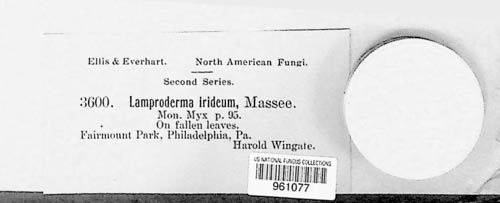 Ellis & Everhart. North American Fungi.
Second Series.
3600. Lamproderma irideum, Massee.
Mon. Myx p. 95.
On fallen leaves.
Fairmount Park, Philadelphia, Pa.
Harold Wingate.
US NATIONAL FUNGUS COLLECTIONS
961077